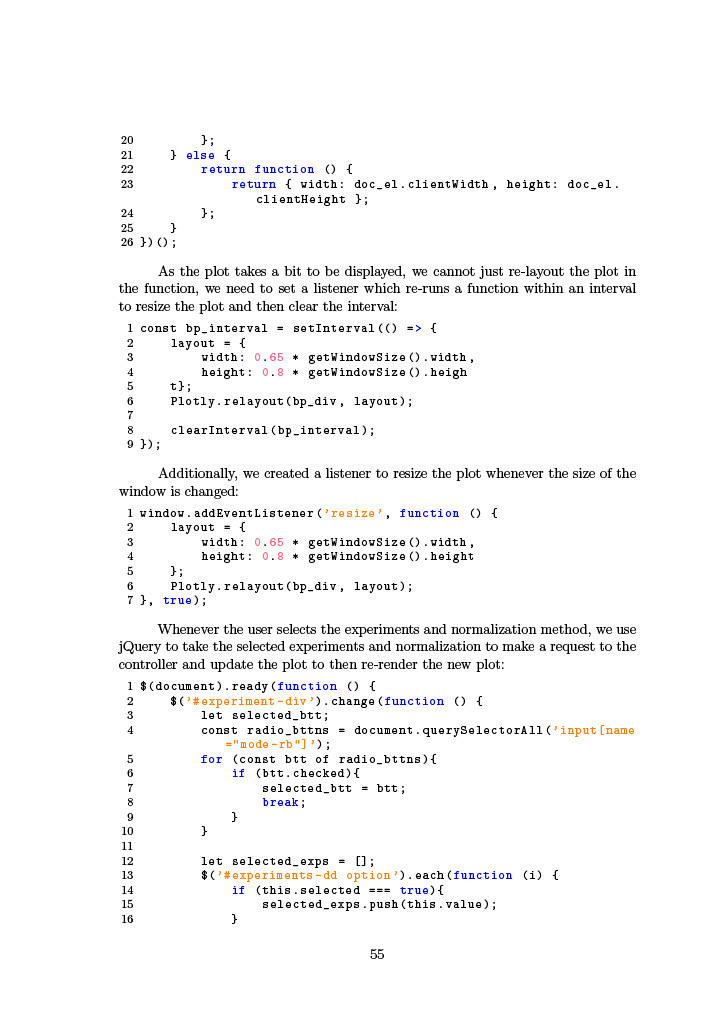 20         };
21     } else {
22         return function () {
23             return { width: doc_el.clientWidth, height: doc_el.
                clientHeight };
24         };
25     }
26 })();
As the plot takes a bit to be displayed, we cannot just re-layout the plot in
the function, we need to set a listener which re-runs a function within an interval
to resize the plot and then clear the interval:
1 const bp_interval = setInterval(() => {
2     layout = {
3         width: 0.65 * getWindowSize().width,
4         height: 0.8 * getWindowSize().heigh
5     t};
6     Plotly.relayout(bp_div, layout);
7
8     clearInterval(bp_interval);
9 });
Additionally, we created a listener to resize the plot whenever the size of the
window is changed:
1 window.addEventListener('resize', function () {
2     layout = {
3         width: 0.65 * getWindowSize().width,
4         height: 0.8 * getWindowSize().height
5     };
6     Plotly.relayout(bp_div, layout);
7 }, true);
Whenever the user selects the experiments and normalization method, we use
jQuery to take the selected experiments and normalization to make a request to the
controller and update the plot to then re-render the new plot:
1 $(document).ready(function () {
2     $('#experiment-div').change(function () {
3         let selected_btt;
4         const radio_bttns = document.querySelectorAll('input[name
            ="mode-rb"]');
5         for (const btt of radio_bttns){
6             if (btt.checked){
7                 selected_btt = btt;
8                 break;
9             }
10         }
11
12         let selected_exps = [];
13         $('#experiments-dd option').each(function (i) {
14             if (this.selected === true){
15                 selected_exps.push(this.value);
16             }
55